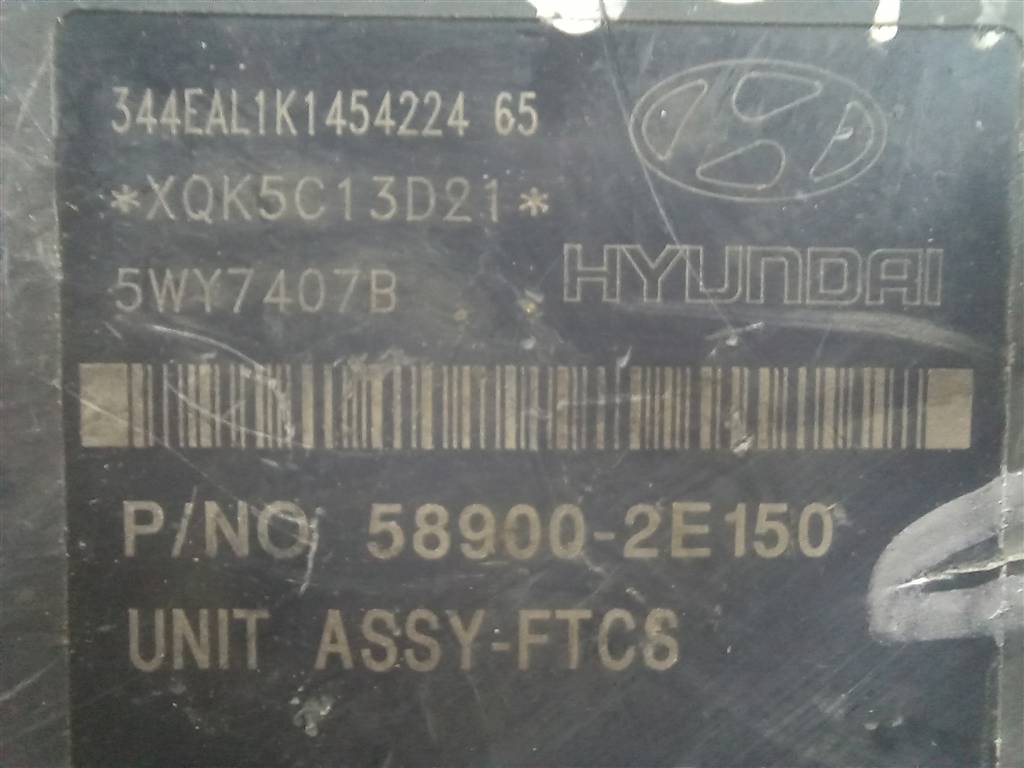 344EAL1K1454224 65
*XQK5C13D21*
5WY7407B
HYUNDAI
P/NO 58900-2E150
UNIT ASSY-FTCS